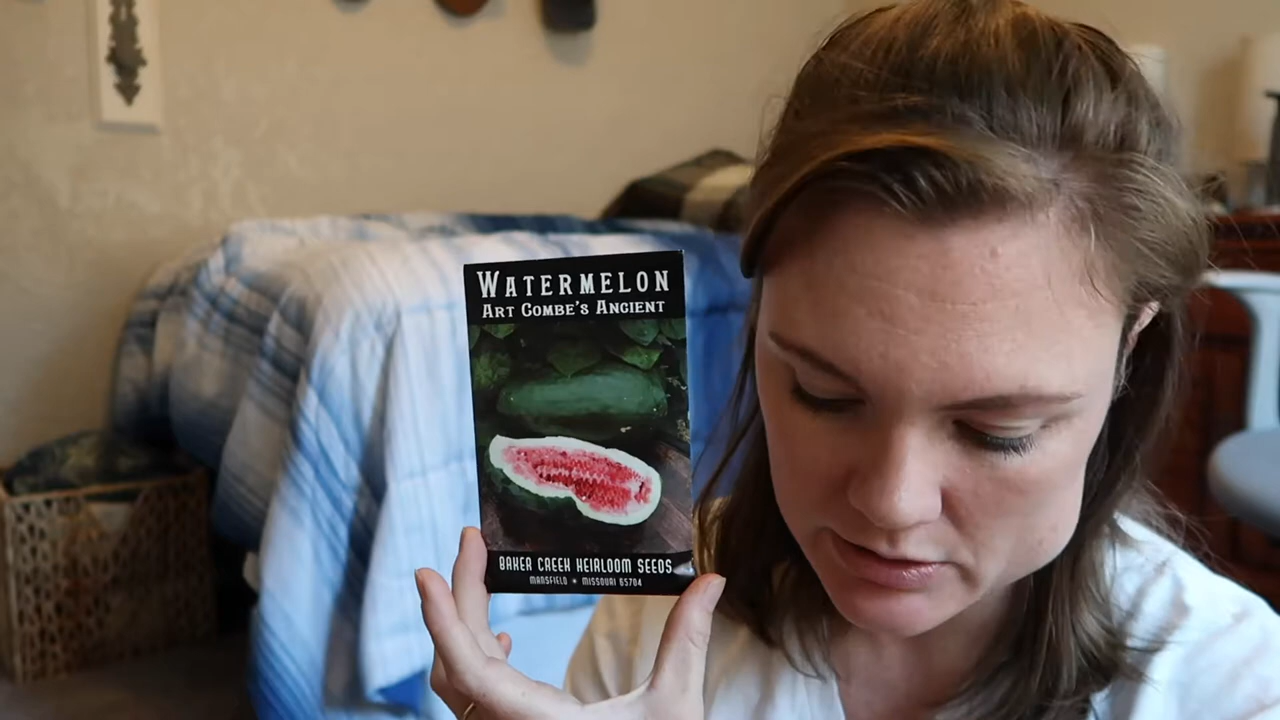 WATERMELON
ART COMBE'S ANCIENT
BAKER CREEK HEIRLOOM SEEDS
MANSFIELD * MISSOURI 65704